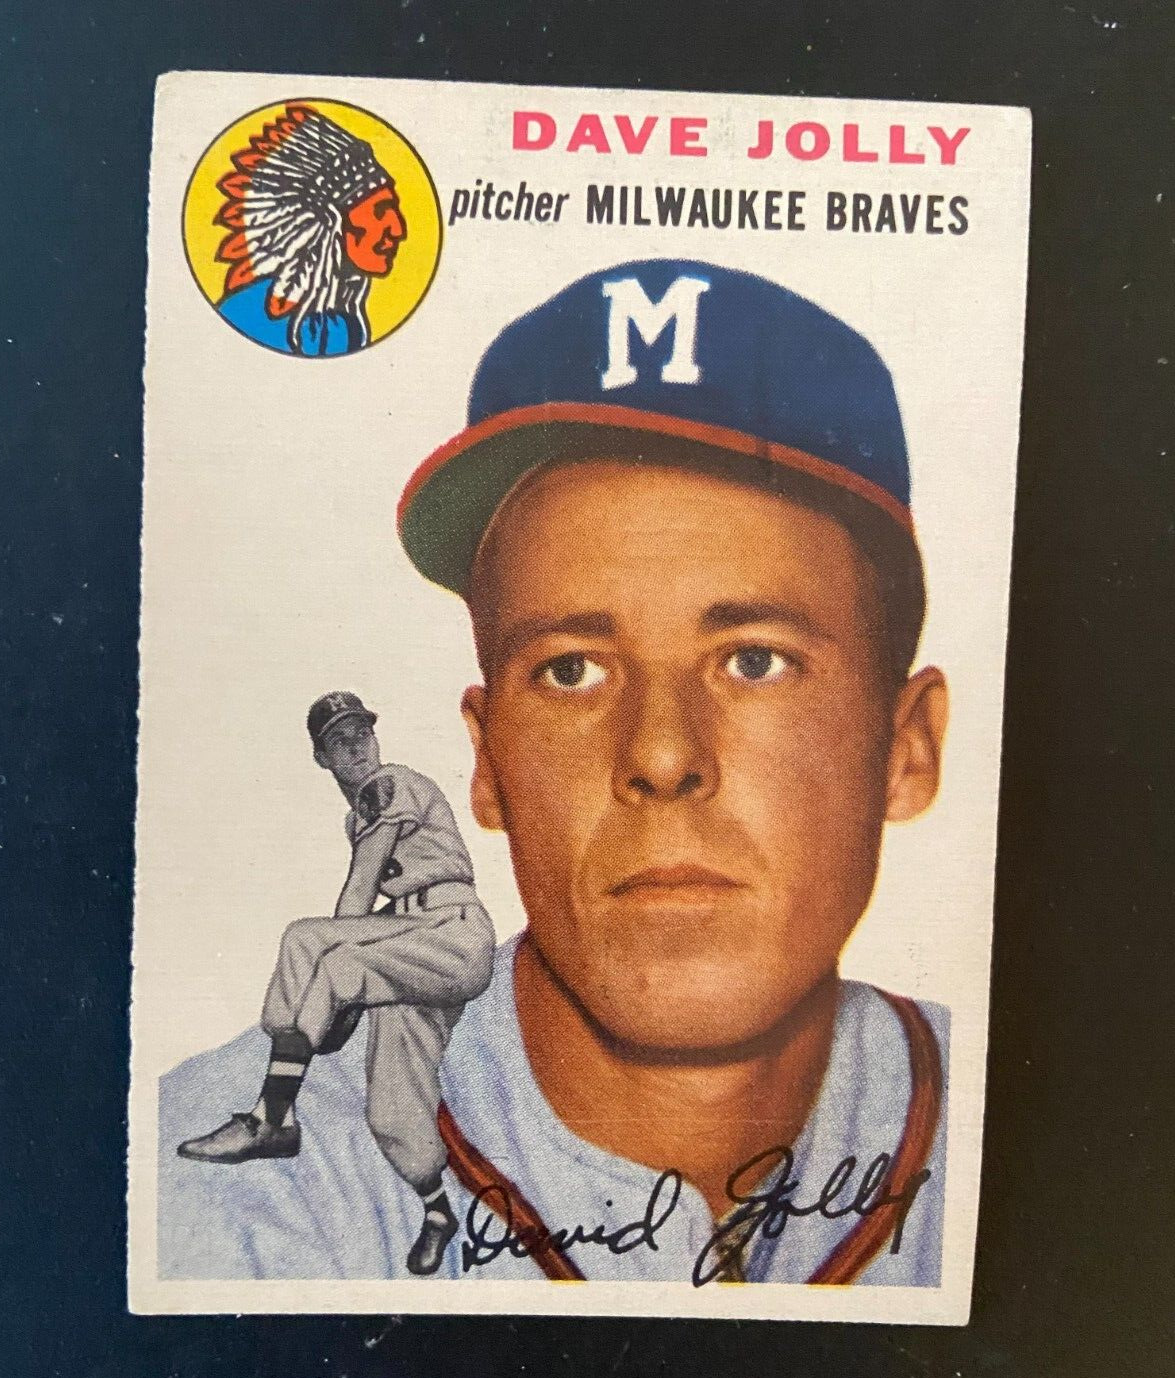 DAVE JOLLY
pitcher MILWAUKEE BRAVES
M
M
David Jolly